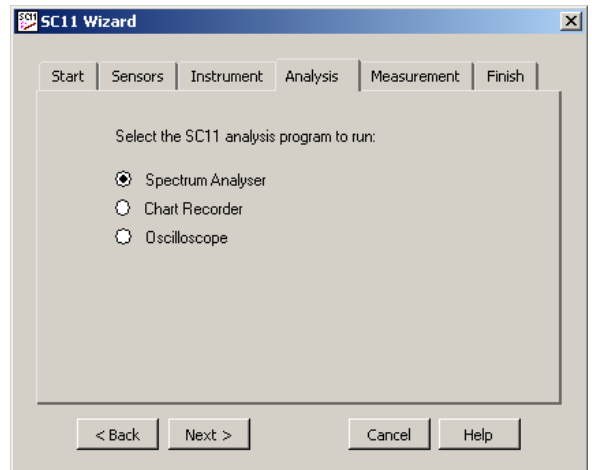 SC11 Wizard
Start Sensors Instrument Analysis Measurement Finish
Select the SC11 analysis program to run:
Spectrum Analyser
Chart Recorder
Oscilloscope
< Back Next > Cancel Help